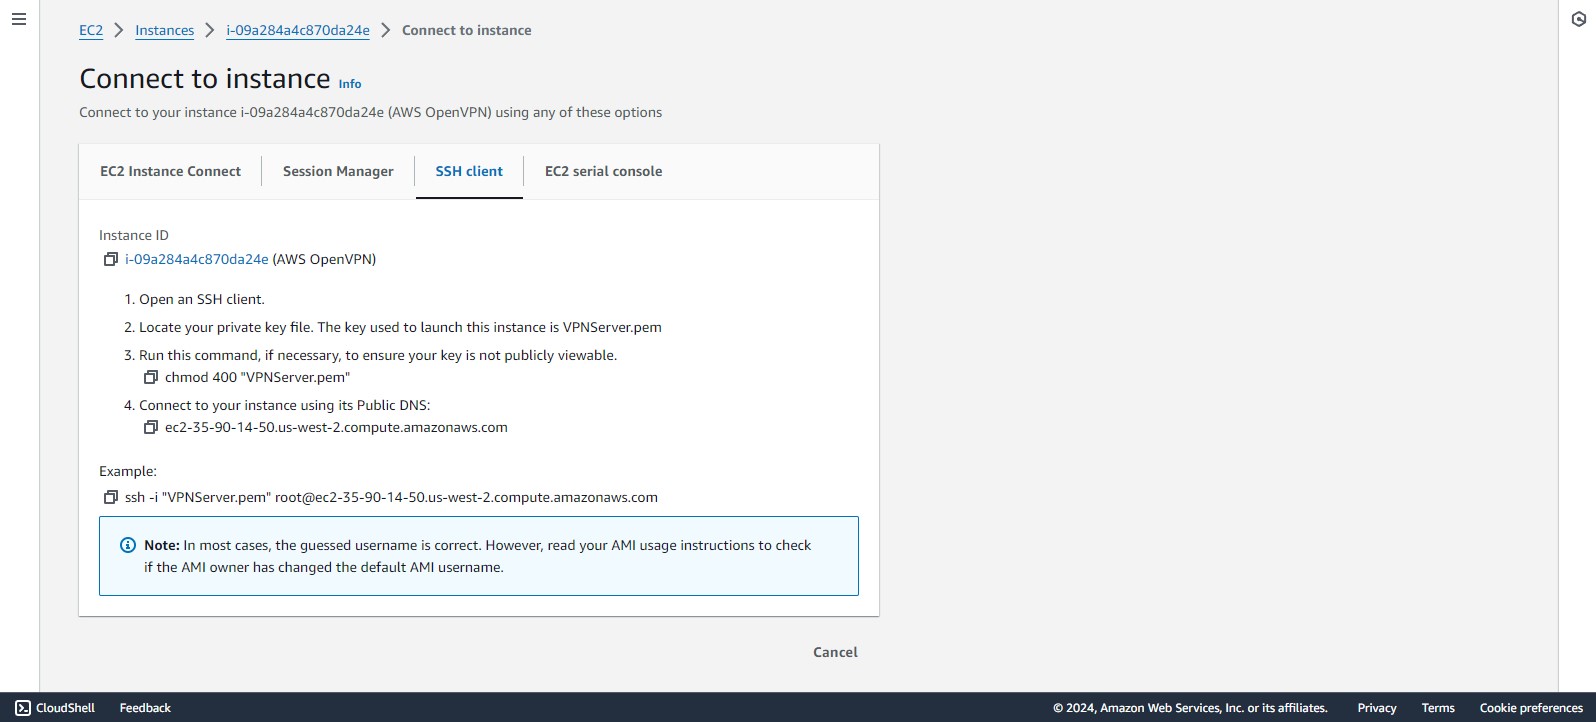 EC2 > Instances > i-09a284a4c870da24e > Connect to instance
Connect to instance Info
Connect to your instance i-09a284a4c870da24e (AWS OpenVPN) using any of these options
EC2 Instance Connect Session Manager SSH client EC2 serial console
Instance ID
i-09a284a4c870da24e (AWS OpenVPN)
1. Open an SSH client.
2. Locate your private key file. The key used to launch this instance is VPNServer.pem
3. Run this command, if necessary, to ensure your key is not publicly viewable.
chmod 400 "VPNServer.pem"
4. Connect to your instance using its Public DNS:
ec2-35-90-14-50.us-west-2.compute.amazonaws.com
Example:
ssh -i "VPNServer.pem" root@ec2-35-90-14-50.us-west-2.compute.amazonaws.com
Note: In most cases, the guessed username is correct. However, read your AMI usage instructions to check
if the AMI owner has changed the default AMI username.
Cancel
CloudShell Feedback © 2024, Amazon Web Services, Inc. or its affiliates. Privacy Terms Cookie preferences